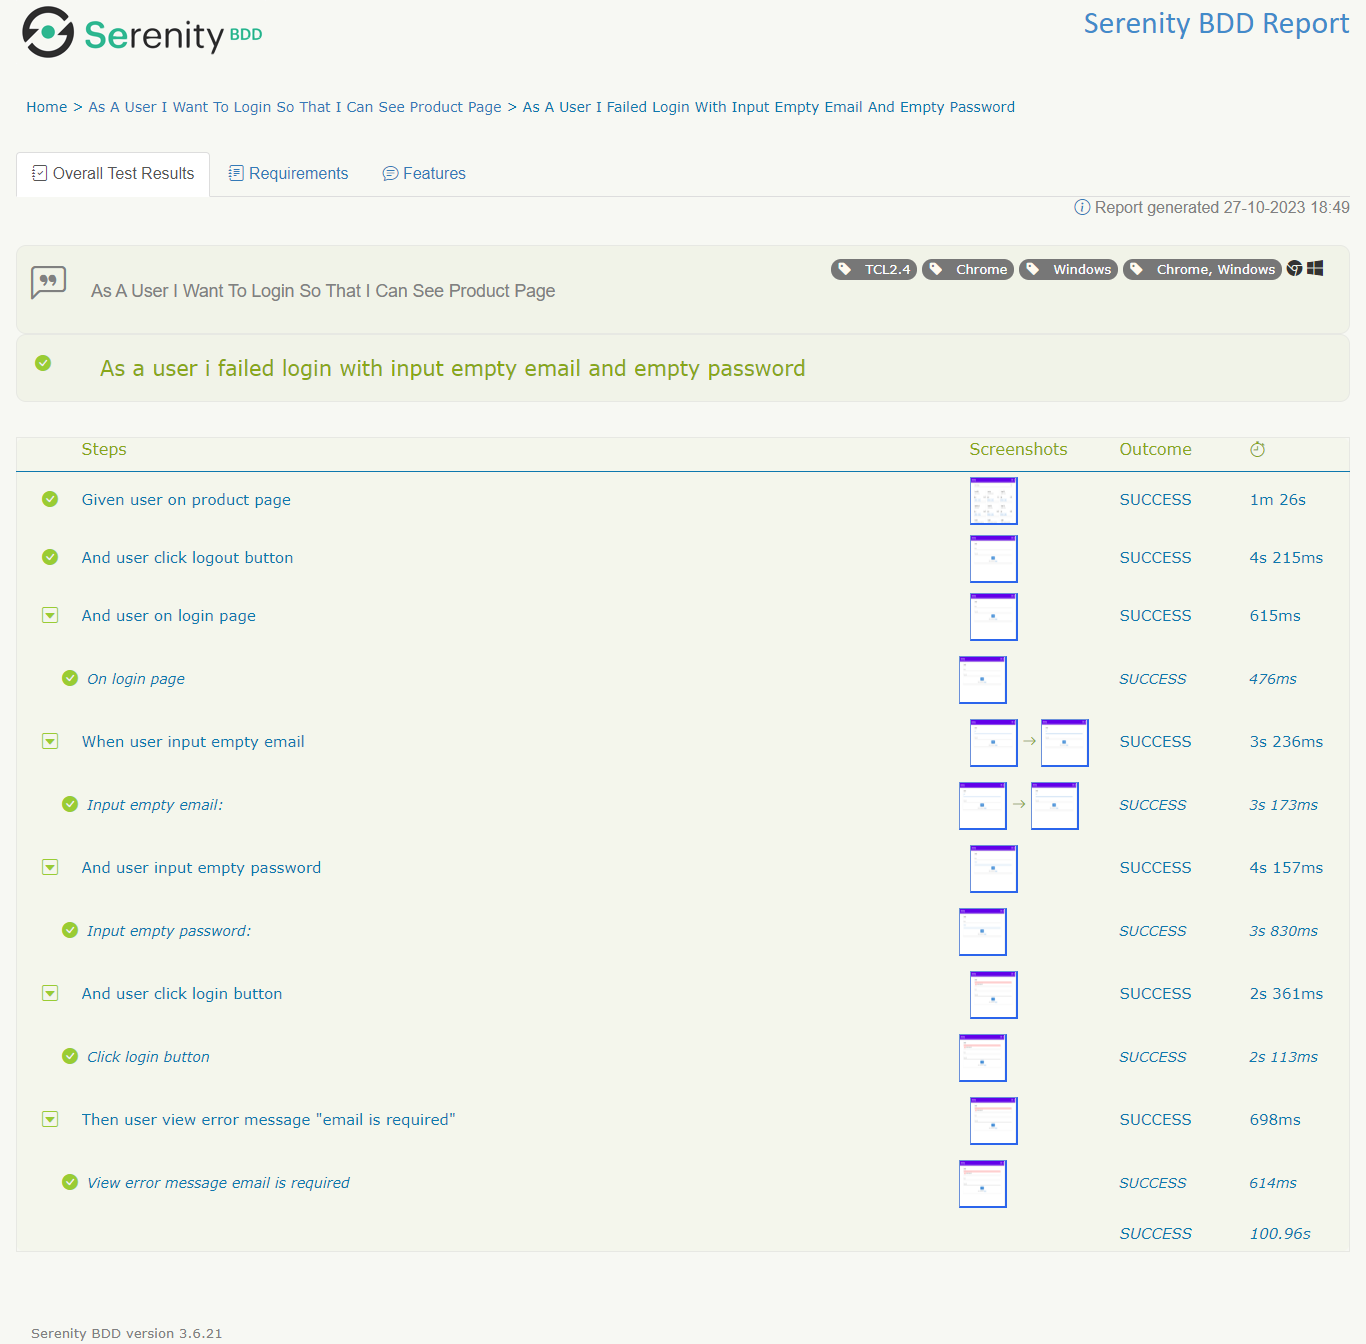 Serenity BDD
Serenity BDD Report
Home > As A User I Want To Login So That I Can See Product Page > As A User I Failed Login With Input Empty Email And Empty Password
Overall Test Results Requirements Features
Report generated 27-10-2023 18:49
TCL2.4 Chrome Windows Chrome, Windows
As A User I Want To Login So That I Can See Product Page
As a user i failed login with input empty email and empty password
Steps Screenshots Outcome
Given user on product page SUCCESS 1m 26s
And user click logout button SUCCESS 4s 215ms
And user on login page SUCCESS 615ms
On login page SUCCESS 476ms
When user input empty email SUCCESS 3s 236ms
Input empty email: SUCCESS 3s 173ms
And user input empty password SUCCESS 4s 157ms
Input empty password: SUCCESS 3s 830ms
And user click login button SUCCESS 2s 361ms
Click login button SUCCESS 2s 113ms
Then user view error message "email is required" SUCCESS 698ms
View error message email is required SUCCESS 614ms
SUCCESS 100.96s
Serenity BDD version 3.6.21